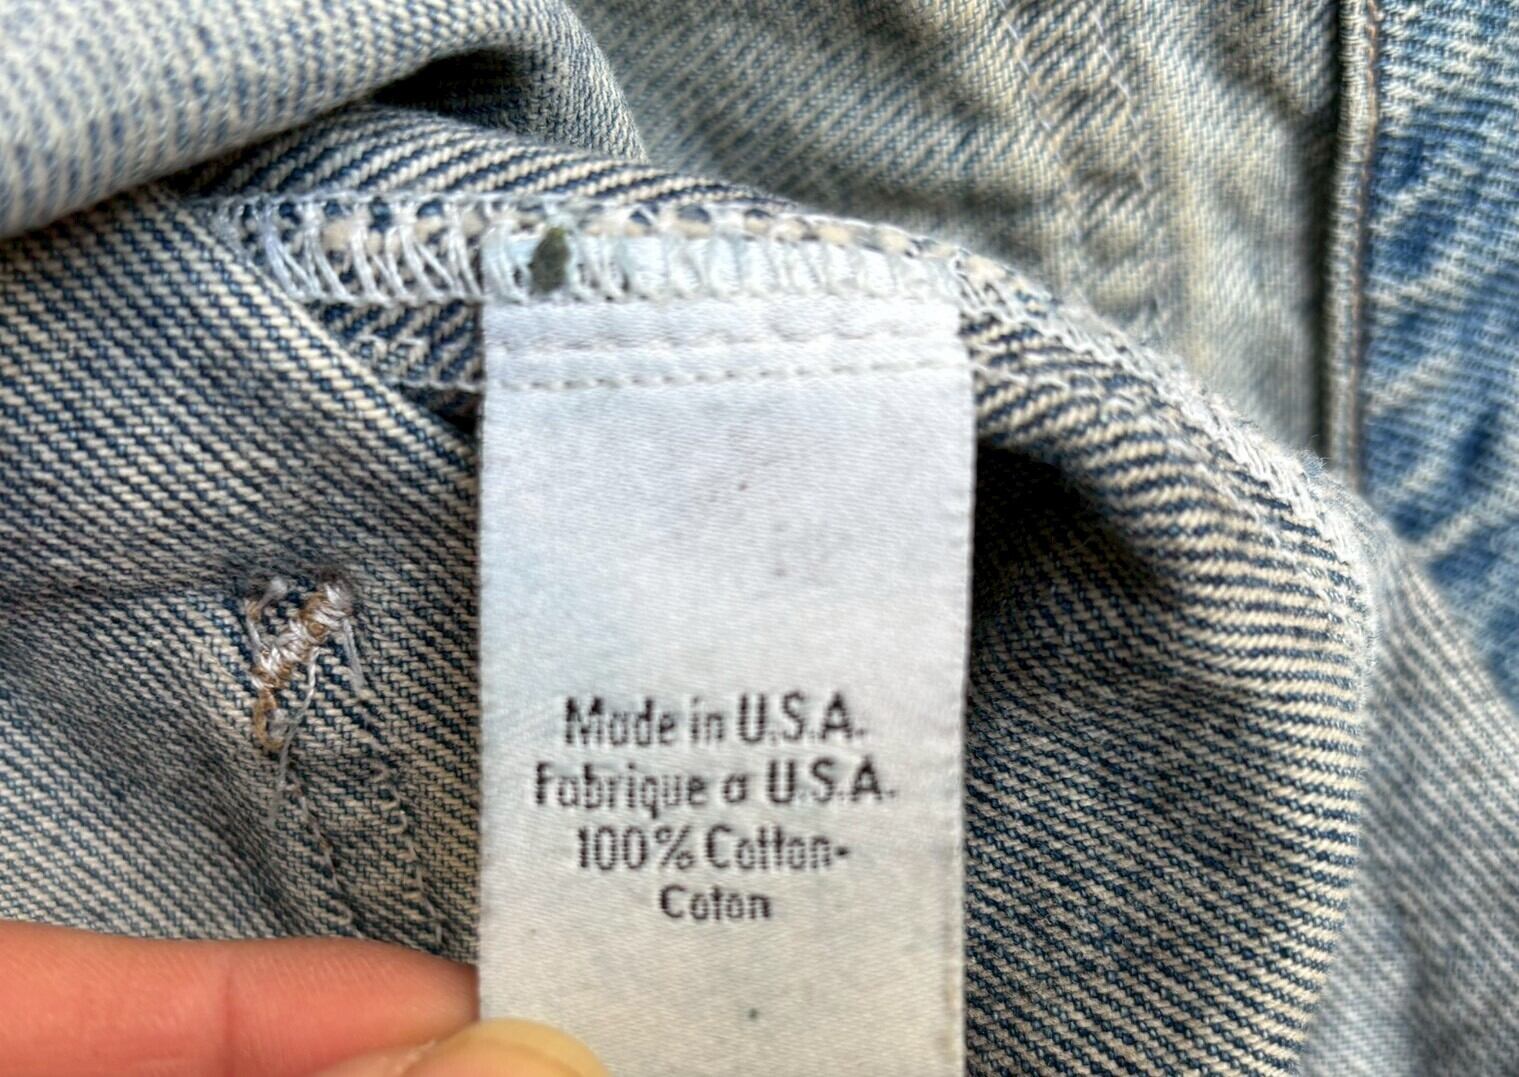 Made in U.S.A.
Fabrique a U.S.A.
100% Cotton-
Coton